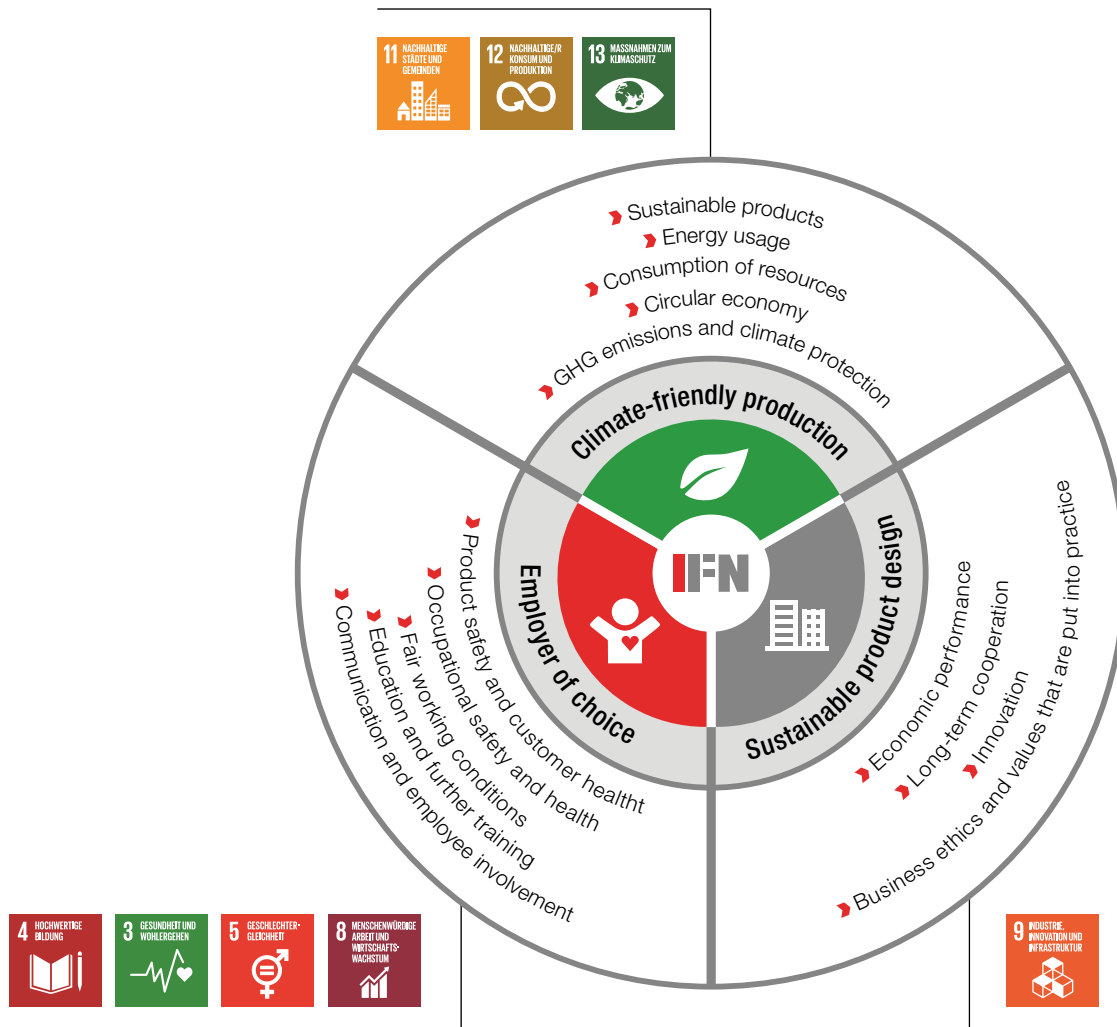 11 NACHHALTIGE
STÄDTE UND
GEMEINDEN
12 NACHHALTIGE/R
KONSUM UND
PRODUKTION
13 MASSNAHMEN ZUM
KLIMASCHUTZ
Sustainable products
Energy usage
Consumption of resources
Circular economy
GHG emissions and climate protection
Climate-friendly production
IFN
Employer of choice
Product safety and customer healtht
Occupational safety and health
Fair working conditions
Education and further training
Communication and employee involvement
Sustainable product design
Economic performance
Long-term cooperation
Innovation
Business ethics and values that are put into practice
4 HOCHWERTIGE
BILDUNG
3 GESUNDHEIT UND
WOHLERGEHEN
5 GESCHLECHTER-
GLEICHHEIT
8 MENSCHENWÜRDIGE
ARBEIT UND
WIRTSCHAFTS-
WACHSTUM
9 INDUSTRIE,
INNOVATION UND
INFRASTRUKTUR